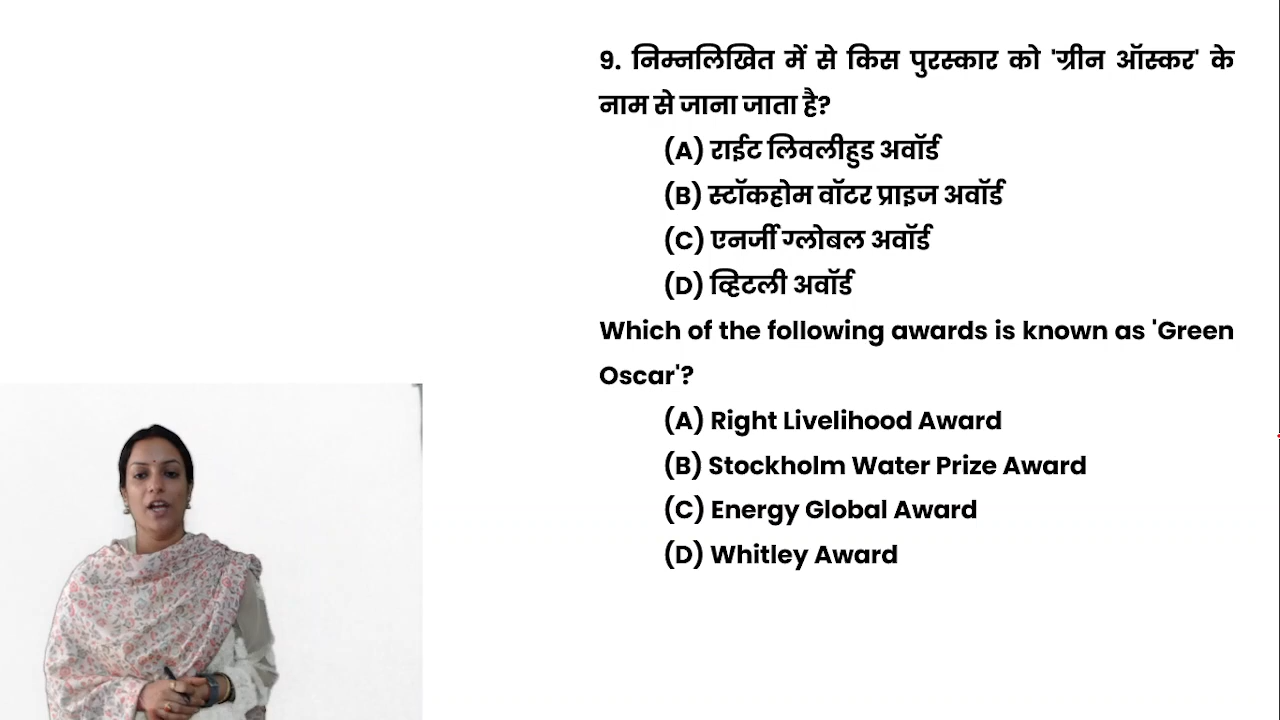 9. निम्नलिखित में से किस पुरस्कार को 'ग्रीन ऑस्कर' के
नाम से जाना जाता है?
(A) राईट लिवलीहुड अवॉर्ड
(B) स्टॉकहोम वॉटर प्राइज अवॉर्ड
(C) एनर्जी ग्लोबल अवॉर्ड
(D) व्हिटली अवॉर्ड
Which of the following awards is known as 'Green
Oscar'?
(A) Right Livelihood Award
(B) Stockholm Water Prize Award
(C) Energy Global Award
(D) Whitley Award